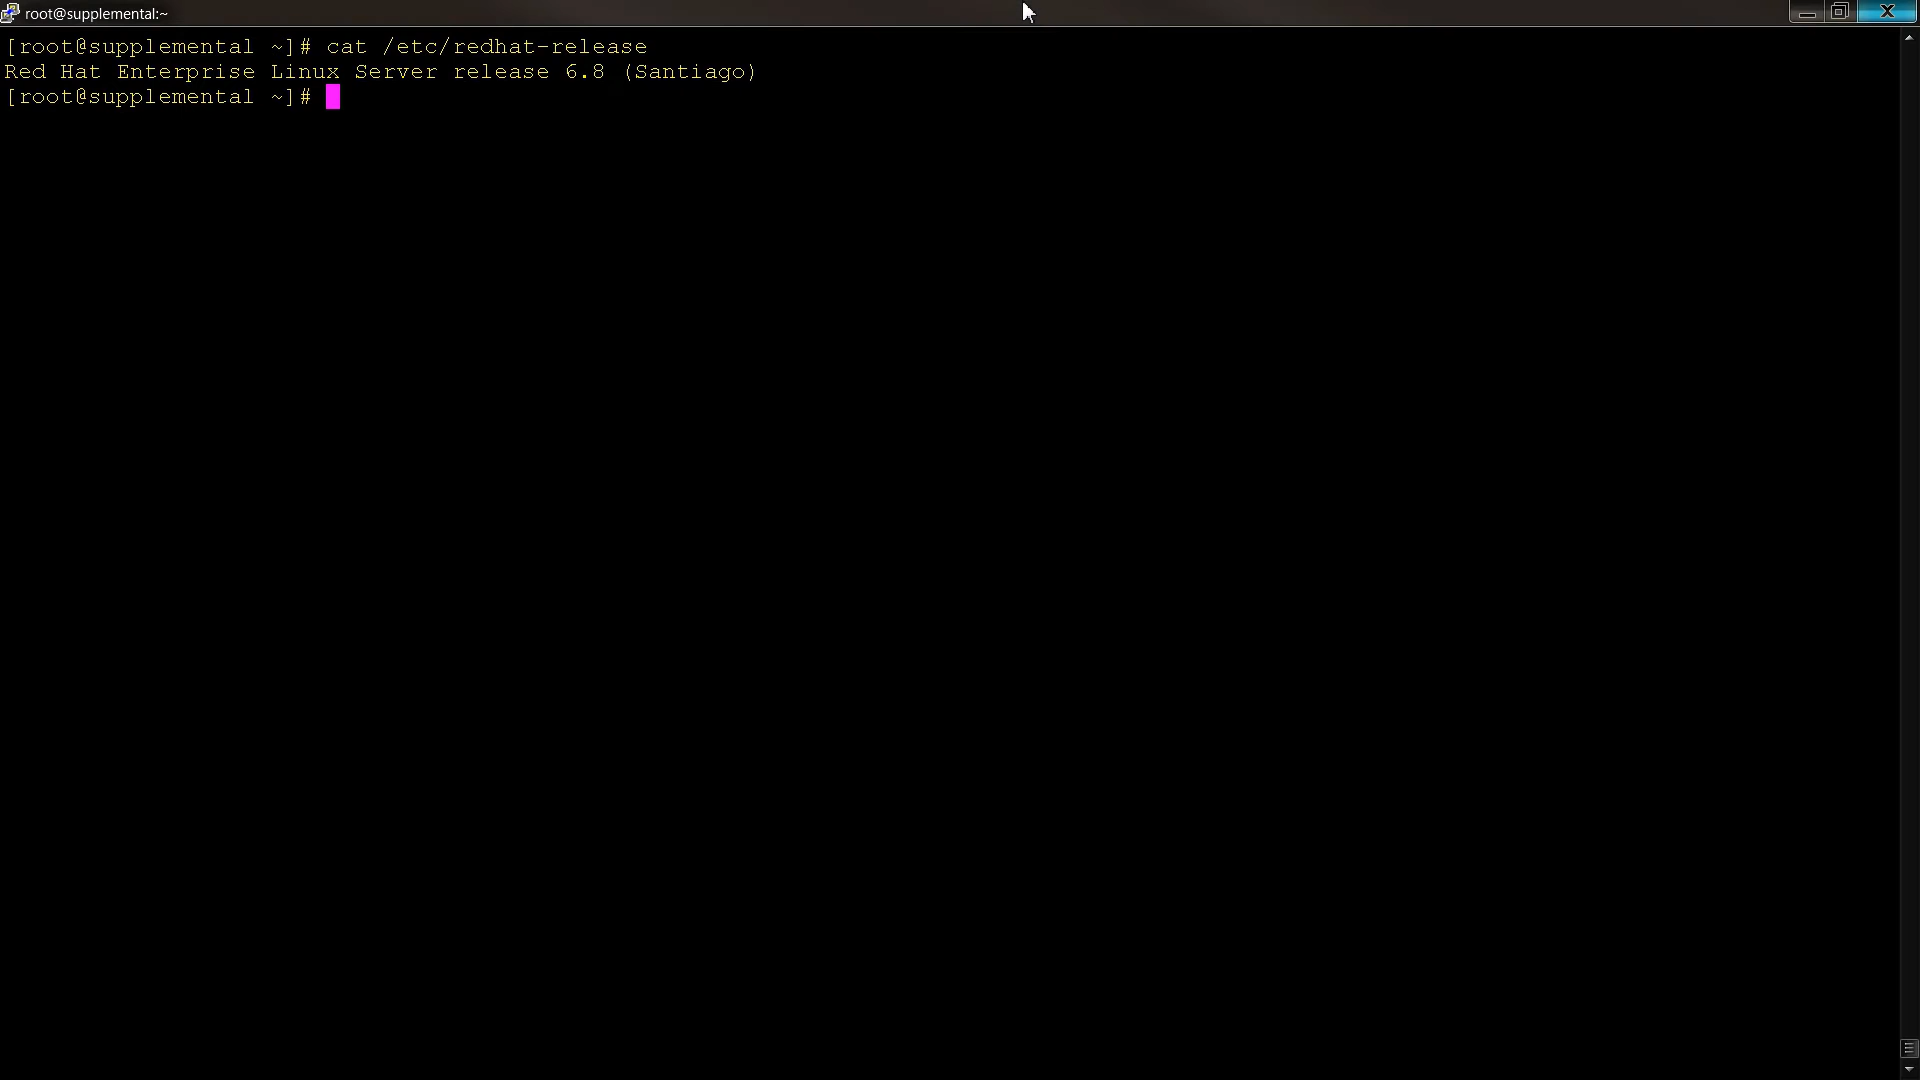 root@supplemental:~
[root@supplemental ~]# cat /etc/redhat-release
Red Hat Enterprise Linux Server release 6.8 (Santiago)
[root@supplemental ~]#